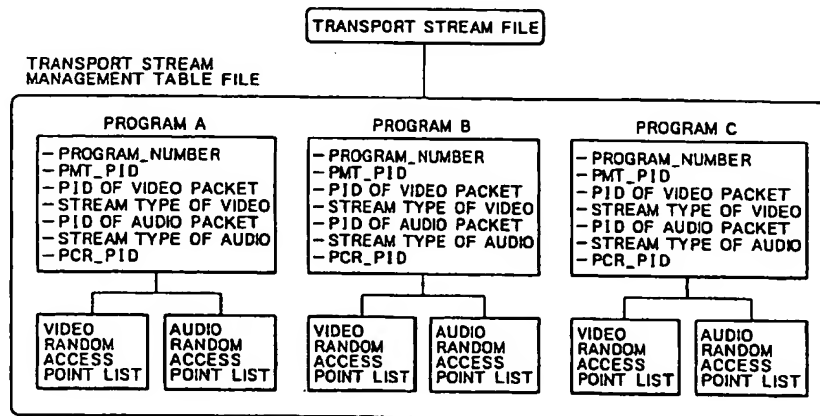 TRANSPORT STREAM FILE
TRANSPORT STREAM
MANAGEMENT TABLE FILE
PROGRAM A
- PROGRAM_NUMBER
- PMT_PID
- PID OF VIDEO PACKET
- STREAM TYPE OF VIDEO
- PID OF AUDIO PACKET
- STREAM TYPE OF AUDIO
- PCR_PID
VIDEO
RANDOM
ACCESS
POINT LIST
AUDIO
RANDOM
ACCESS
POINT LIST
PROGRAM B
- PROGRAM_NUMBER
- PMT_PID
- PID OF VIDEO PACKET
- STREAM TYPE OF VIDEO
- PID OF AUDIO PACKET
- STREAM TYPE OF AUDIO
- PCR_PID
VIDEO
RANDOM
ACCESS
POINT LIST
AUDIO
RANDOM
ACCESS
POINT LIST
PROGRAM C
- PROGRAM_NUMBER
- PMT_PID
- PID OF VIDEO PACKET
- STREAM TYPE OF VIDEO
- PID OF AUDIO PACKET
- STREAM TYPE OF AUDIO
- PCR_PID
VIDEO
RANDOM
ACCESS
POINT LIST
AUDIO
RANDOM
ACCESS
POINT LIST